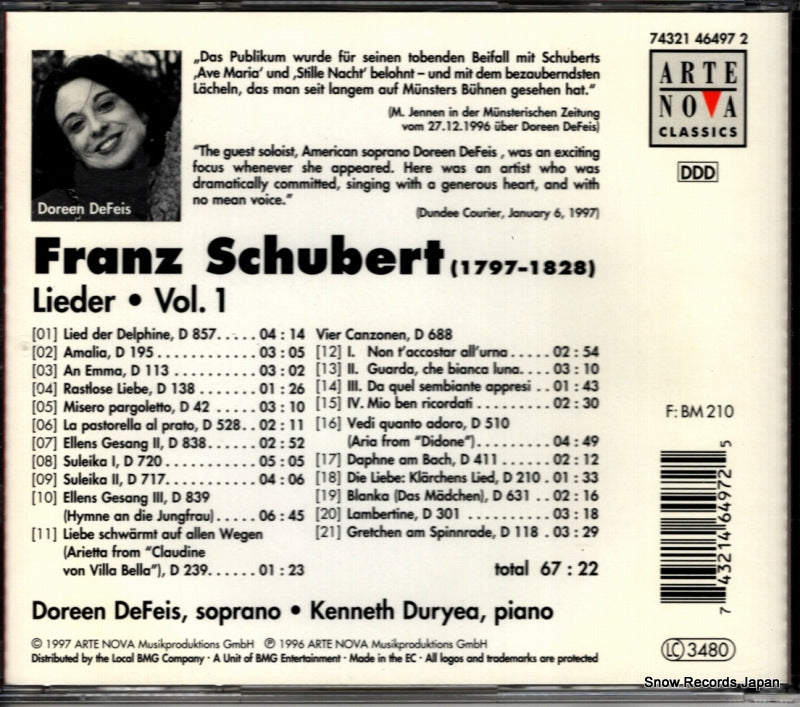 74321 46497 2
ARTE
NOVA
CLASSICS
DDD
„Das Publikum wurde für seinen tobenden Beifall mit Schuberts
‚Ave Maria' und ‚Stille Nacht' belohnt – und mit dem bezauberndsten
Lächeln, das man seit langem auf Münsters Bühnen gesehen hat."
(M. Jennen in der Münsterischen Zeitung
vom 27.12.1996 über Doreen DeFeis)
"The guest soloist, American soprano Doreen DeFeis , was an exciting
focus whenever she appeared. Here was an artist who was
dramatically committed, singing with a generous heart, and with
no mean voice."
(Dundee Courier, January 6, 1997)
Doreen DeFeis
Franz Schubert (1797–1828)
Lieder • Vol. 1
[01] Lied der Delphine, D 857..... 04 : 14
[02] Amalia, D 195 ............ 03 : 05
[03] An Emma, D 113 .......... 03 : 02
[04] Rastlose Liebe, D 138 ....... 01 : 26
[05] Misero pargoletto, D 42 ..... 03 : 10
[06] La pastorella al prato, D 528.. 02 : 11
[07] Ellens Gesang II, D 838...... 02 : 52
[08] Suleika I, D 720 ........... 05 : 05
[09] Suleika II, D 717........... 04 : 06
[10] Ellens Gesang III, D 839
(Hymne an die Jungfrau) ..... 06 : 45
[11] Liebe schwärmt auf allen Wegen
(Arietta from "Claudine
von Villa Bella"), D 239...... 01 : 23
Vier Canzonen, D 688
[12] I. Non t'accostar all'urna ..... 02 : 54
[13] II. Guarda, che bianca luna.... 03 : 10
[14] III. Da quel sembiante appresi .. 01 : 43
[15] IV. Mio ben ricordati ........ 02 : 30
[16] Vedi quanto adoro, D 510
(Aria from "Didone")......... 04 : 49
[17] Daphne am Bach, D 411 ...... 02 : 12
[18] Die Liebe: Klärchens Lied, D 210 . 01 : 33
[19] Blanka (Das Mädchen), D 631 .. 02 : 16
[20] Lambertine, D 301 .......... 03 : 18
[21] Gretchen am Spinnrade, D 118 . 03 : 29
total 67 : 22
F: BM 210
7 43214 64972 5
Doreen DeFeis, soprano • Kenneth Duryea, piano
© 1997 ARTE NOVA Musikproduktions GmbH ℗ 1996 ARTE NOVA Musikproduktions GmbH
Distributed by the Local BMG Company · A Unit of BMG Entertainment · Made in the EC · All logos and trademarks are protected
LC 3480
Snow Records Japan